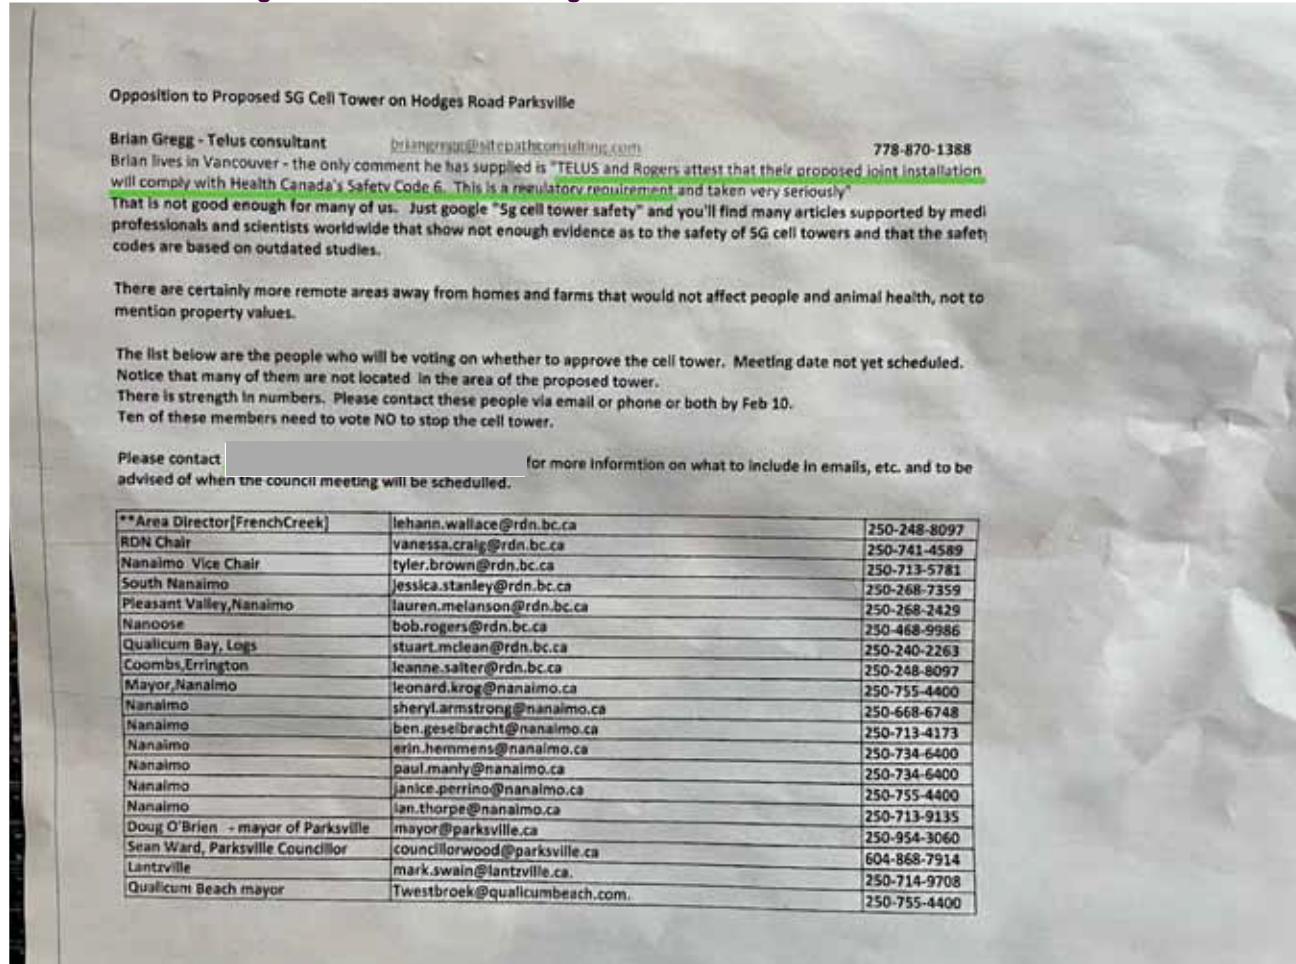 Opposition to Proposed 5G Cell Tower on Hodges Road Parksville
Brian Gregg - Telus consultant briangregg@sitepathconsulting.com 778-870-1388
Brian lives in Vancouver - the only comment he has supplied is "TELUS and Rogers attest that their proposed joint installation
will comply with Health Canada's Safety Code 6. This is a regulatory requirement and taken very seriously"
That is not good enough for many of us. Just google "5g cell tower safety" and you'll find many articles supported by medi
professionals and scientists worldwide that show not enough evidence as to the safety of 5G cell towers and that the safet
codes are based on outdated studies.
There are certainly more remote areas away from homes and farms that would not affect people and animal health, not to
mention property values.
The list below are the people who will be voting on whether to approve the cell tower. Meeting date not yet scheduled.
Notice that many of them are not located in the area of the proposed tower.
There is strength in numbers. Please contact these people via email or phone or both by Feb 10.
Ten of these members need to vote NO to stop the cell tower.
Please contact for more informtion on what to include in emails, etc. and to be
advised of when the council meeting will be schedulled.
**Area Director[FrenchCreek] lehann.wallace@rdn.bc.ca 250-248-8097
RDN Chair vanessa.craig@rdn.bc.ca 250-741-4589
Nanaimo Vice Chair tyler.brown@rdn.bc.ca 250-713-5781
South Nanaimo jessica.stanley@rdn.bc.ca 250-268-7359
Pleasant Valley,Nanaimo lauren.melanson@rdn.bc.ca 250-268-2429
Nanoose bob.rogers@rdn.bc.ca 250-468-9986
Qualicum Bay, Logs stuart.mclean@rdn.bc.ca 250-240-2263
Coombs,Errington leanne.salter@rdn.bc.ca 250-248-8097
Mayor,Nanaimo leonard.krog@nanaimo.ca 250-755-4400
Nanaimo sheryl.armstrong@nanaimo.ca 250-668-6748
Nanaimo ben.geselbracht@nanaimo.ca 250-713-4173
Nanaimo erin.hemmens@nanaimo.ca 250-734-6400
Nanaimo paul.manly@nanaimo.ca 250-734-6400
Nanaimo janice.perrino@nanaimo.ca 250-755-4400
Nanaimo ian.thorpe@nanaimo.ca 250-713-9135
Doug O'Brien - mayor of Parksville mayor@parksville.ca 250-954-3060
Sean Ward, Parksville Councillor councillorwood@parksville.ca 604-868-7914
Lantzville mark.swain@lantzville.ca. 250-714-9708
Qualicum Beach mayor Twestbroek@qualicumbeach.com. 250-755-4400